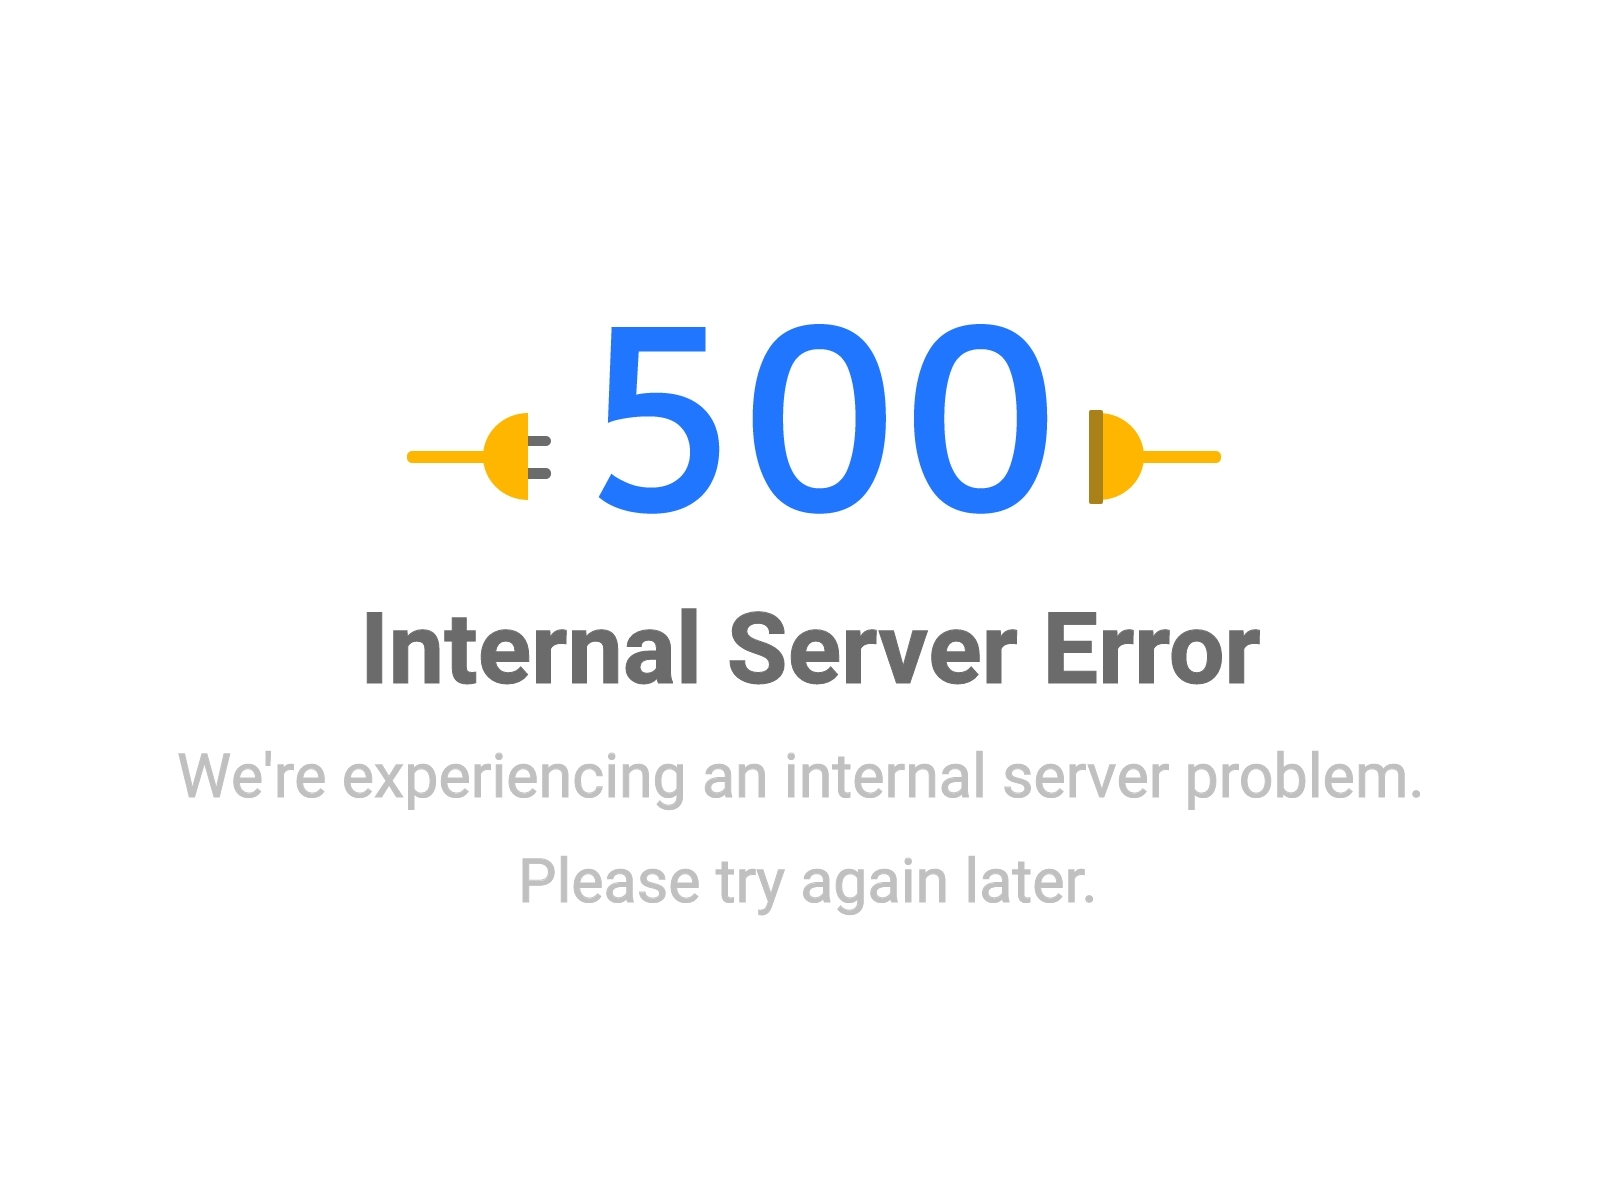 500
Internal Server Error
We're experiencing an internal server problem.
Please try again later.